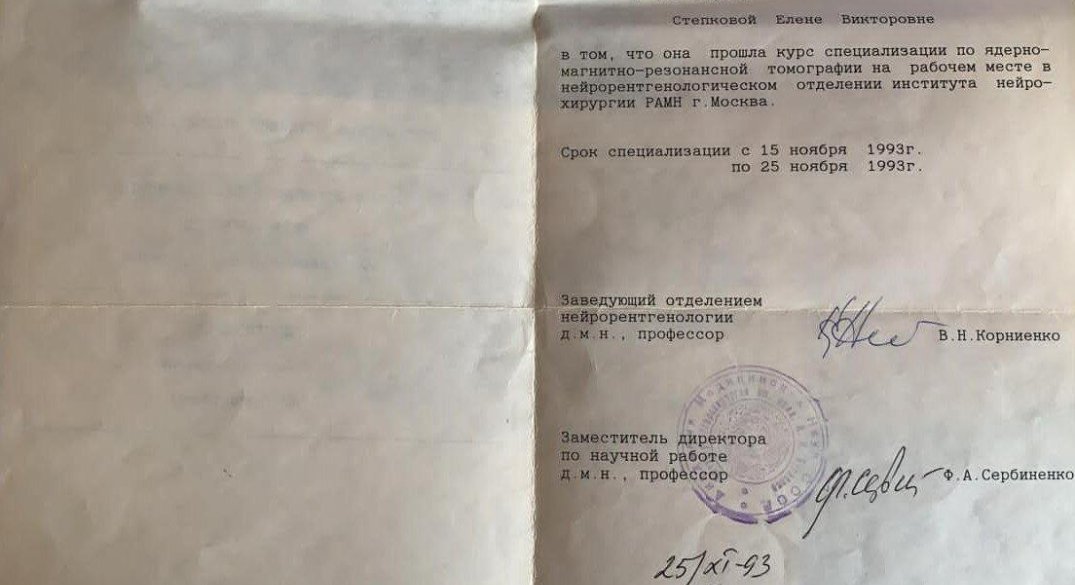 Степковой Елене Викторовне
в том, что она прошла курс специализации по ядерно-
магнитно-резонансной томографии на рабочем месте в
нейрорентгенологическом отделении института нейро-
хирургии РАМН г.Москва.
Срок специализации с 15 ноября 1993г.
по 25 ноября 1993г.
Заведующий отделением
нейрорентгенологии
д.м.н., профессор В.Н.Корниенко
Заместитель директора
по научной работе
д.м.н., профессор Ф.А.Сербиненко
25/XI-93